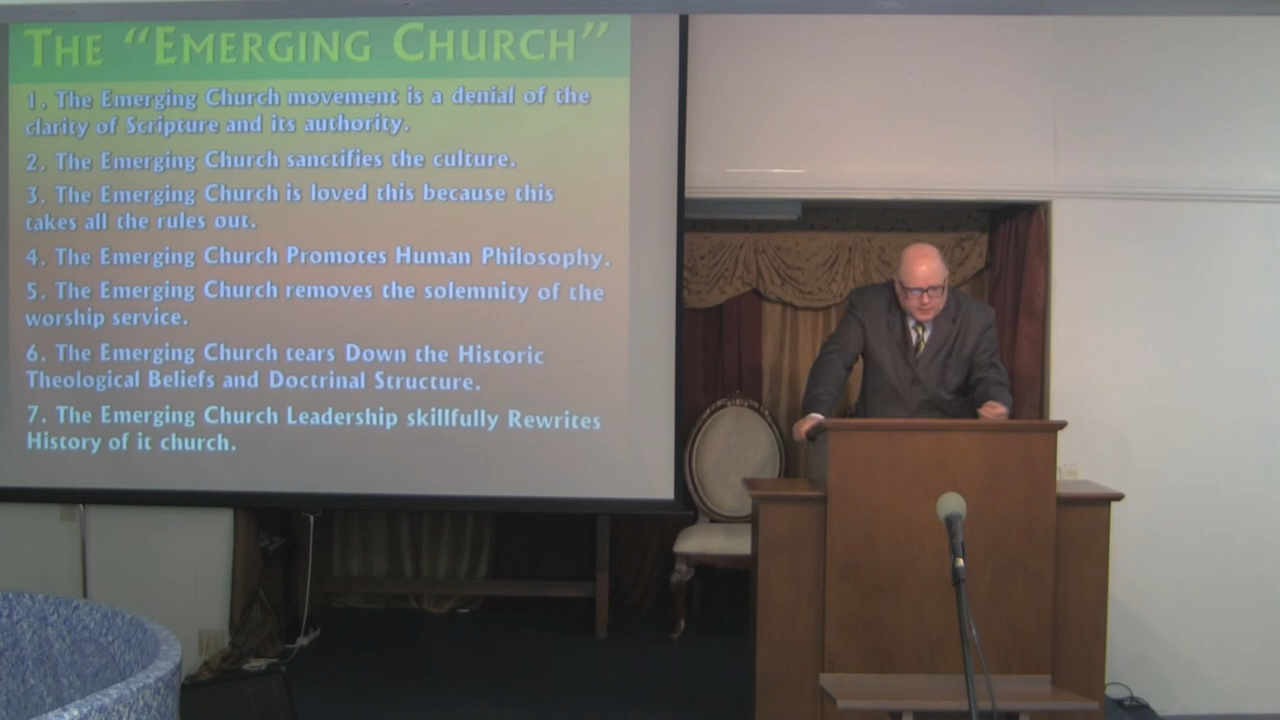 THE “EMERGING CHURCH”
1. The Emerging Church movement is a denial of the
clarity of Scripture and its authority.
2. The Emerging Church sanctifies the culture.
3. The Emerging Church is loved this because this
takes all the rules out.
4. The Emerging Church Promotes Human Philosophy.
5. The Emerging Church removes the solemnity of the
worship service.
6. The Emerging Church tears Down the Historic
Theological Beliefs and Doctrinal Structure.
7. The Emerging Church Leadership skillfully Rewrites
History of it church.